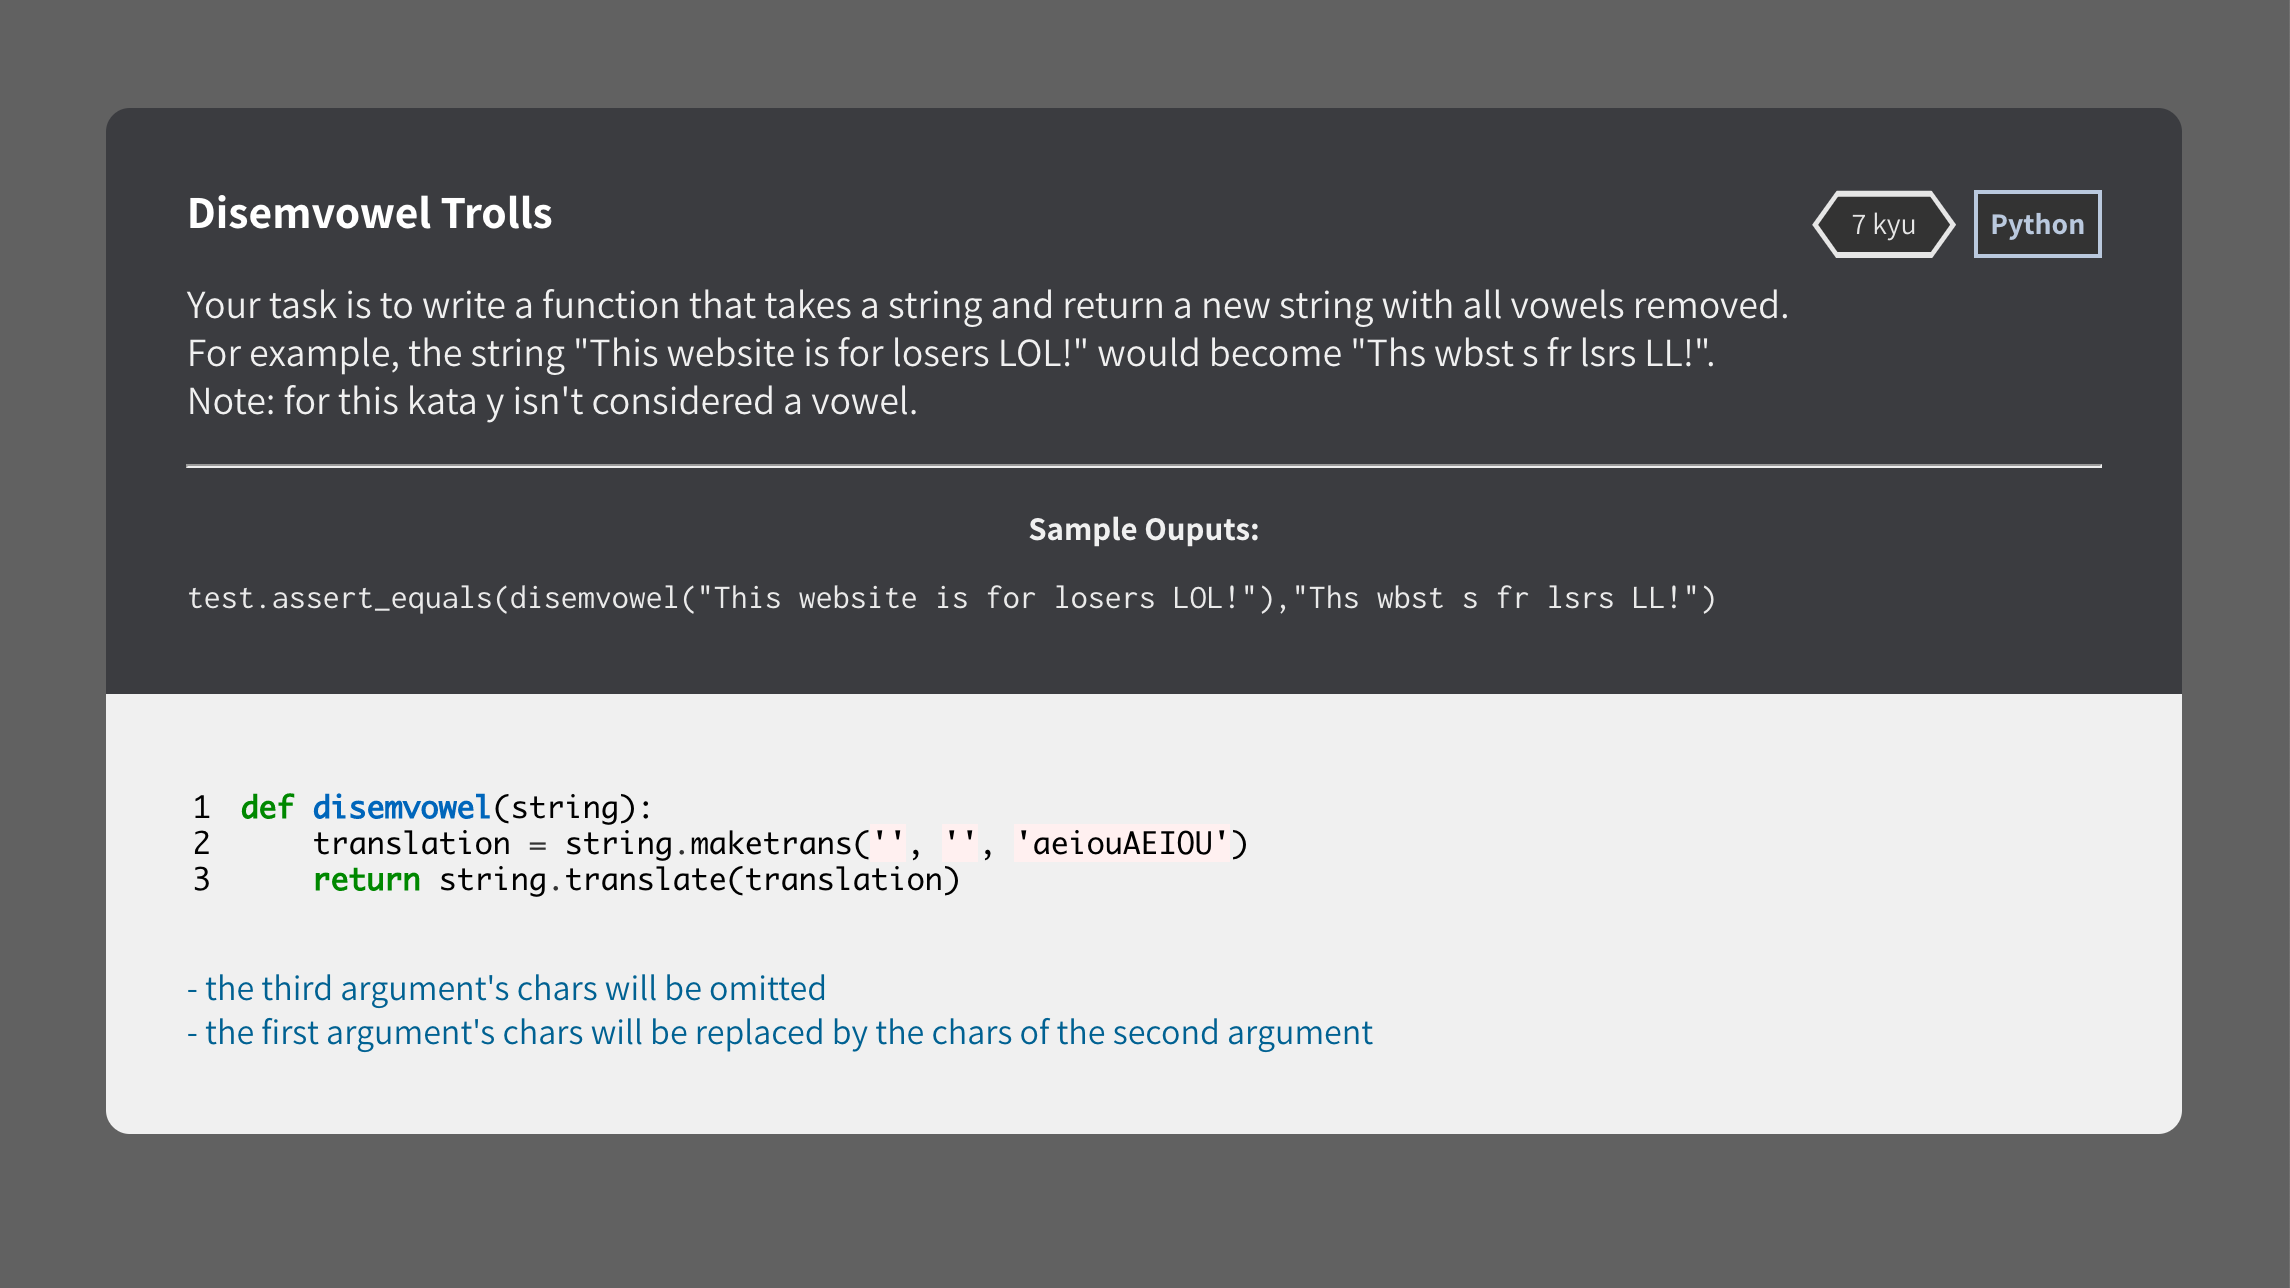 Disemvowel Trolls
7 kyu
Python
Your task is to write a function that takes a string and return a new string with all vowels removed.
For example, the string "This website is for losers LOL!" would become "Ths wbst s fr lsrs LL!".
Note: for this kata y isn't considered a vowel.
Sample Ouputs:
test.assert_equals(disemvowel("This website is for losers LOL!"),"Ths wbst s fr lsrs LL!")
1 def disemvowel(string):
2     translation = string.maketrans('', '', 'aeiouAEIOU')
3     return string.translate(translation)
- the third argument's chars will be omitted
- the first argument's chars will be replaced by the chars of the second argument